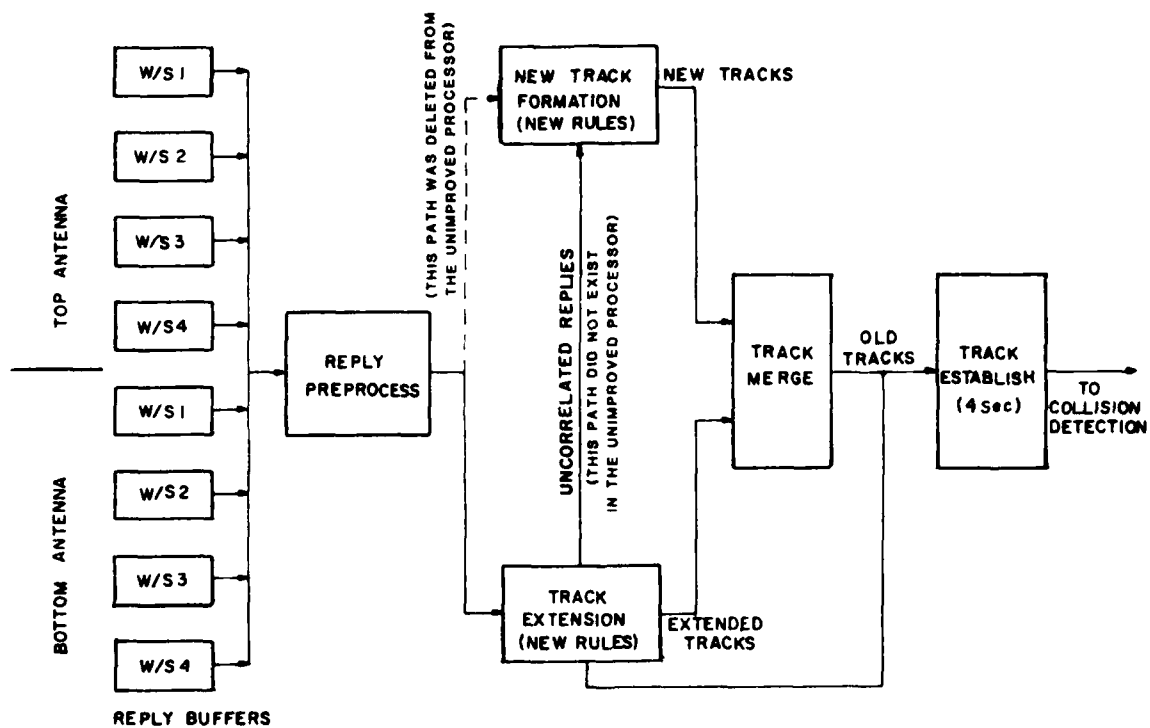 TOP ANTENNA
BOTTOM ANTENNA
W/S 1
W/S 2
W/S 3
W/S 4
W/S 1
W/S 2
W/S 3
W/S 4
REPLY BUFFERS
REPLY
PREPROCESS
(THIS PATH WAS DELETED FROM
THE UNIMPROVED PROCESSOR)
NEW TRACK
FORMATION
(NEW RULES)
NEW TRACKS
UNCORRELATED REPLIES
(THIS PATH DID NOT EXIST
IN THE UNIMPROVED PROCESSOR)
TRACK
EXTENSION
(NEW RULES)
EXTENDED
TRACKS
TRACK
MERGE
OLD
TRACKS
TRACK
ESTABLISH
(4 Sec)
TO
COLLISION
DETECTION